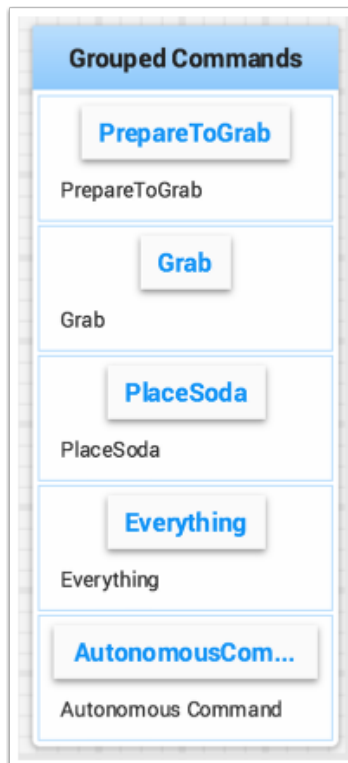 Grouped Commands
PrepareToGrab
PrepareToGrab
Grab
Grab
PlaceSoda
PlaceSoda
Everything
Everything
AutonomousCom...
Autonomous Command